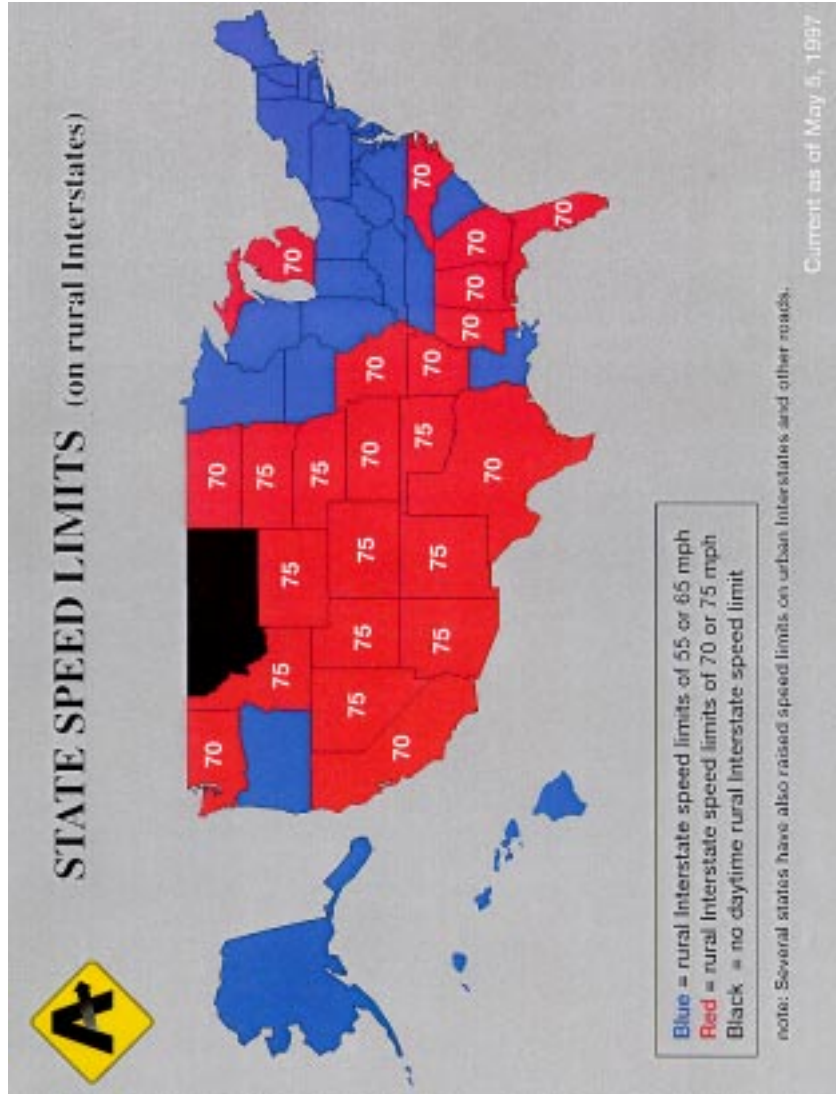 STATE SPEED LIMITS (on rural Interstates)
70 70
75
75 75 75 70
75 75 75 70 70
70 75 75 75 70 70
70 70 70 70
70
Blue = rural Interstate speed limits of 55 or 65 mph
Red = rural Interstate speed limits of 70 or 75 mph
Black = no daytime rural Interstate speed limit
note: Several states have also raised speed limits on urban Interstates and other roads.
Current as of May 5, 1997